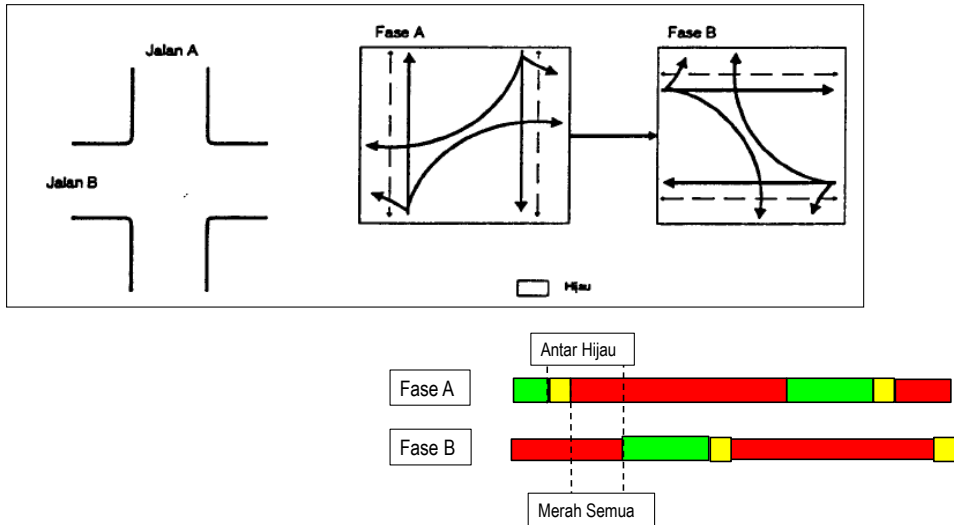 Jalan A
Jalan B
Fase A
Fase B
Hijau
Antar Hijau
Fase A
Fase B
Merah Semua